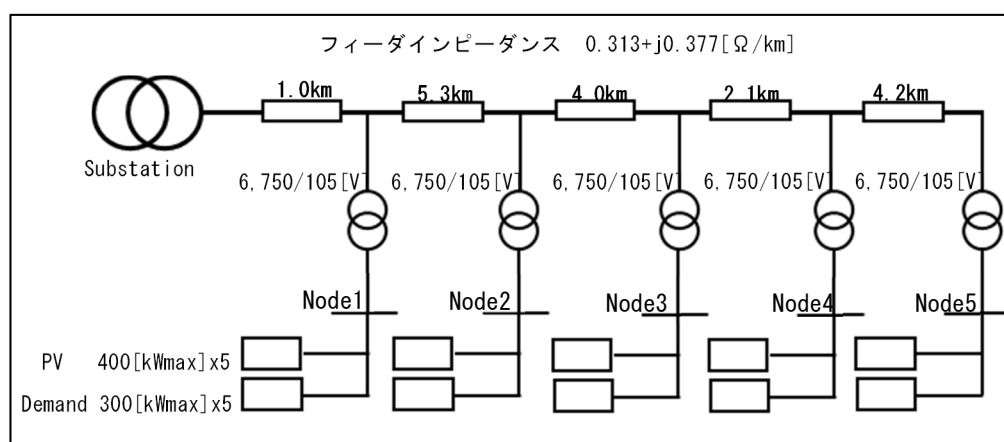 フィーダインピーダンス 0.313+j0.377[Ω/km]
1.0km 5.3km 4.0km 2.1km 4.2km
Substation
6,750/105[V] 6,750/105[V] 6,750/105[V] 6,750/105[V] 6,750/105[V]
Node1 Node2 Node3 Node4 Node5
PV 400[kWmax]x5
Demand 300[kWmax]x5